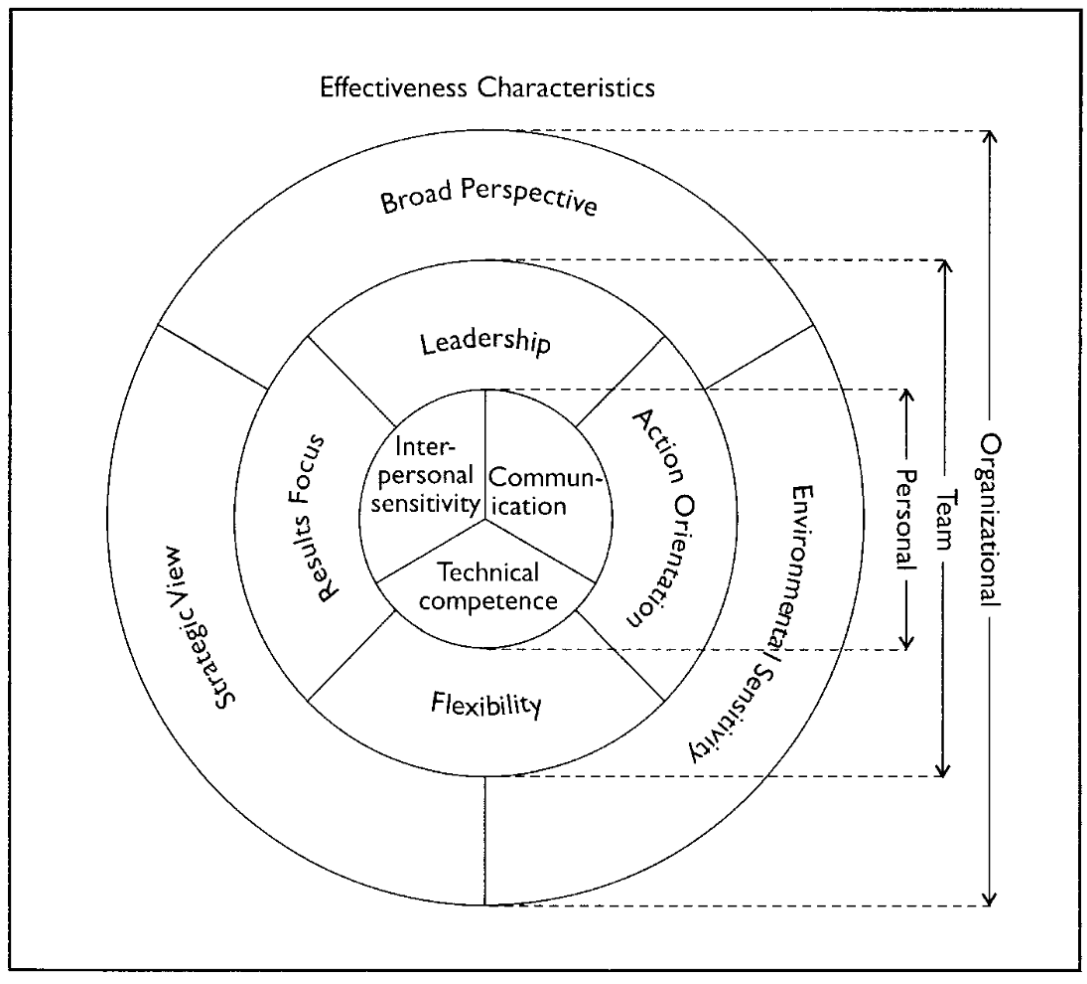 Effectiveness Characteristics
Broad Perspective
Leadership
Inter-
personal
sensitivity
Commun-
ication
Technical
competence
Results Focus
Action Orientation
Flexibility
Strategic View
Environmental Sensitivity
Personal
Team
Organizational